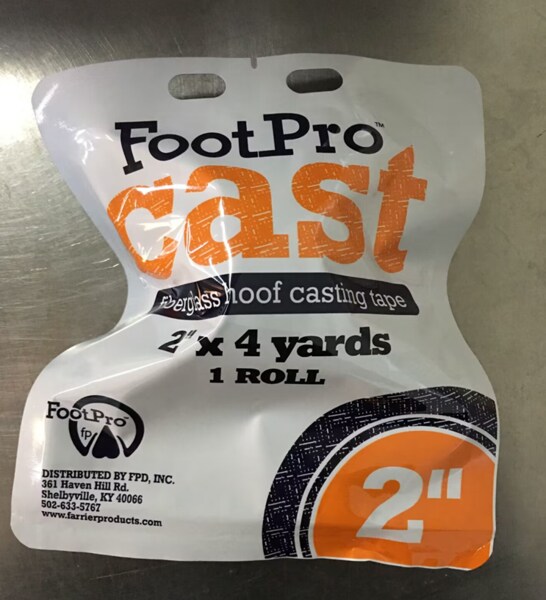 FootPro™
cast
Fiberglass hoof casting tape
2" x 4 yards
1 ROLL
FootPro™
fp
DISTRIBUTED BY FPD, INC.
361 Haven Hill Rd.
Shelbyville, KY 40066
502-633-5767
www.farrierproducts.com
2"